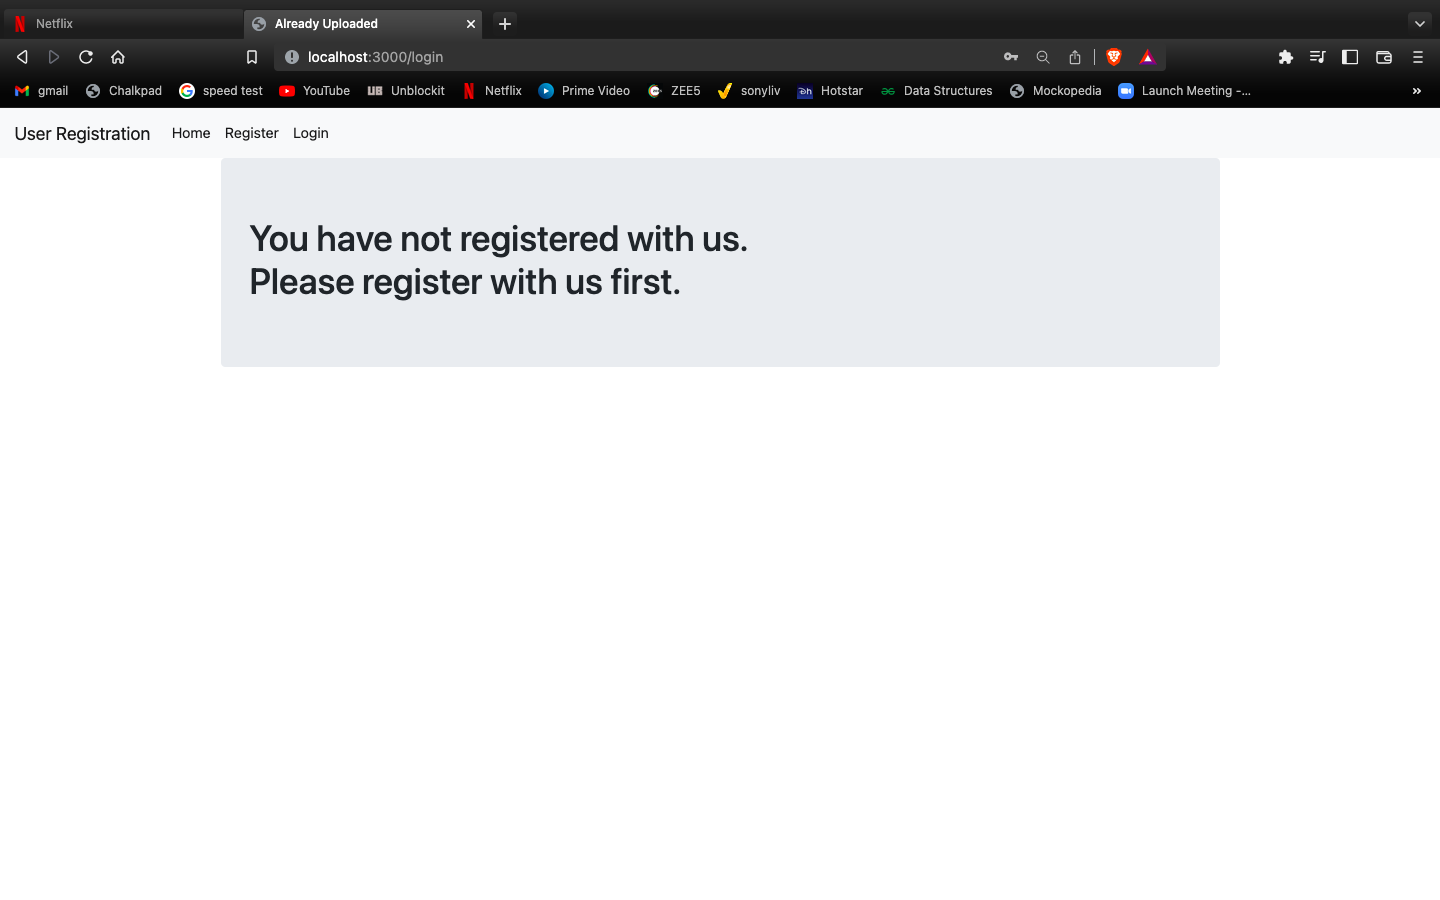 Netflix
Already Uploaded
localhost:3000/login
gmail Chalkpad speed test YouTube UB Unblockit Netflix Prime Video ZEE5 sonyliv Hotstar Data Structures Mockopedia Launch Meeting -...
User Registration Home Register Login
You have not registered with us.
Please register with us first.